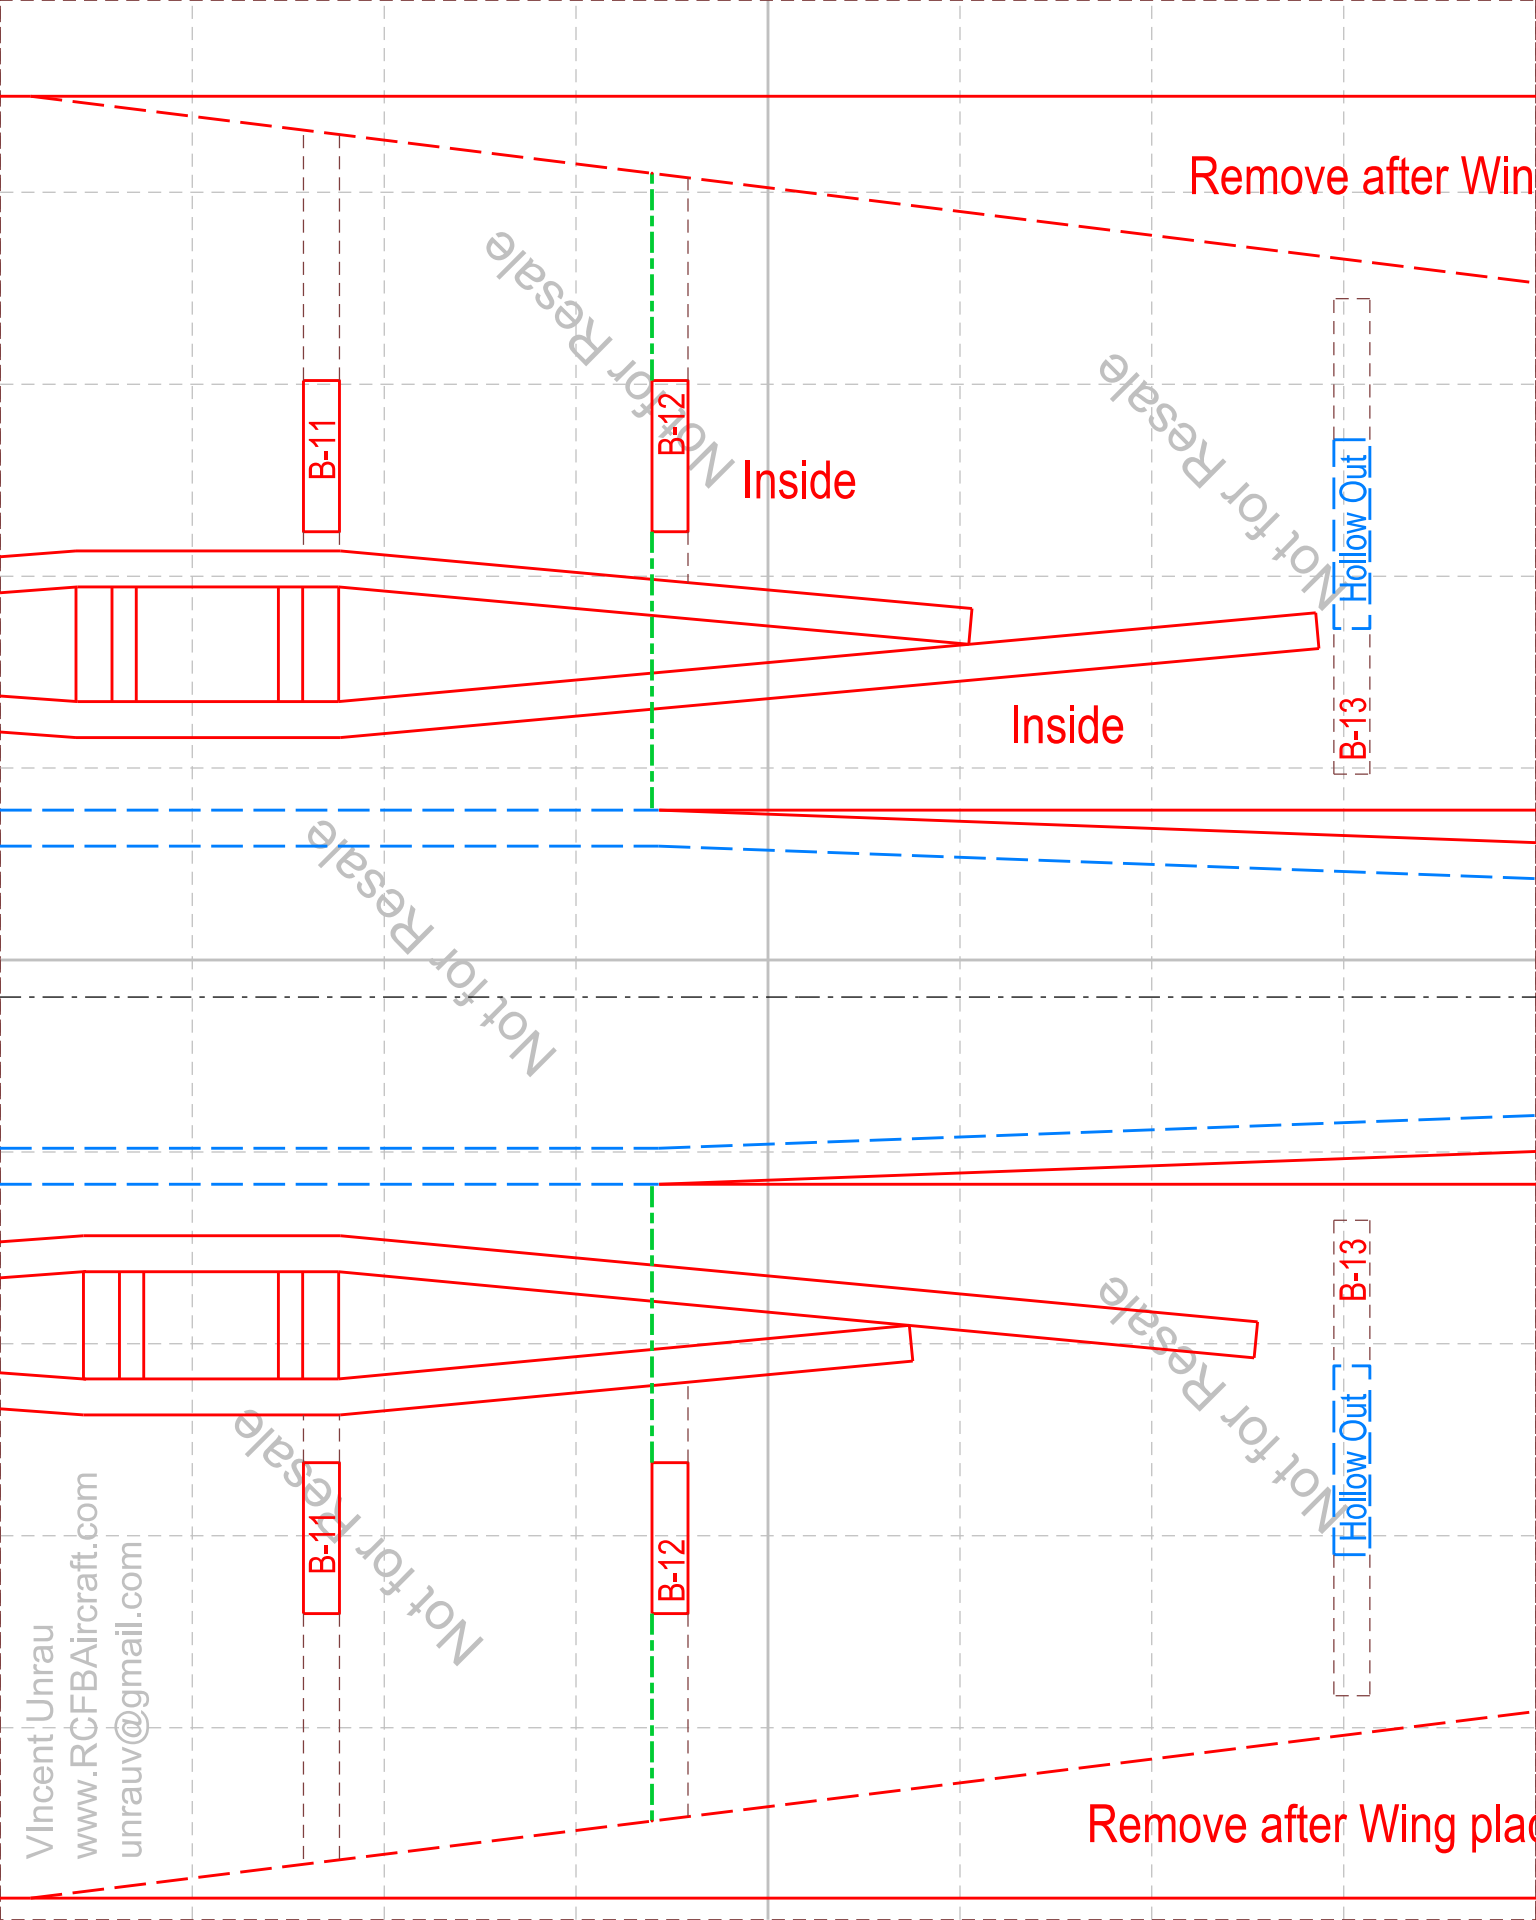 Remove after Win
Not for Resale
Not for Resale
B-11
B-12
Inside
Hollow Out
B-13
Inside
Not for Resale
B-13
Not for Resale
Hollow Out
Not for Resale
B-11
B-12
VIncent Unrau
www.RCFBAircraft.com
unrauv@gmail.com
Remove after Wing plac